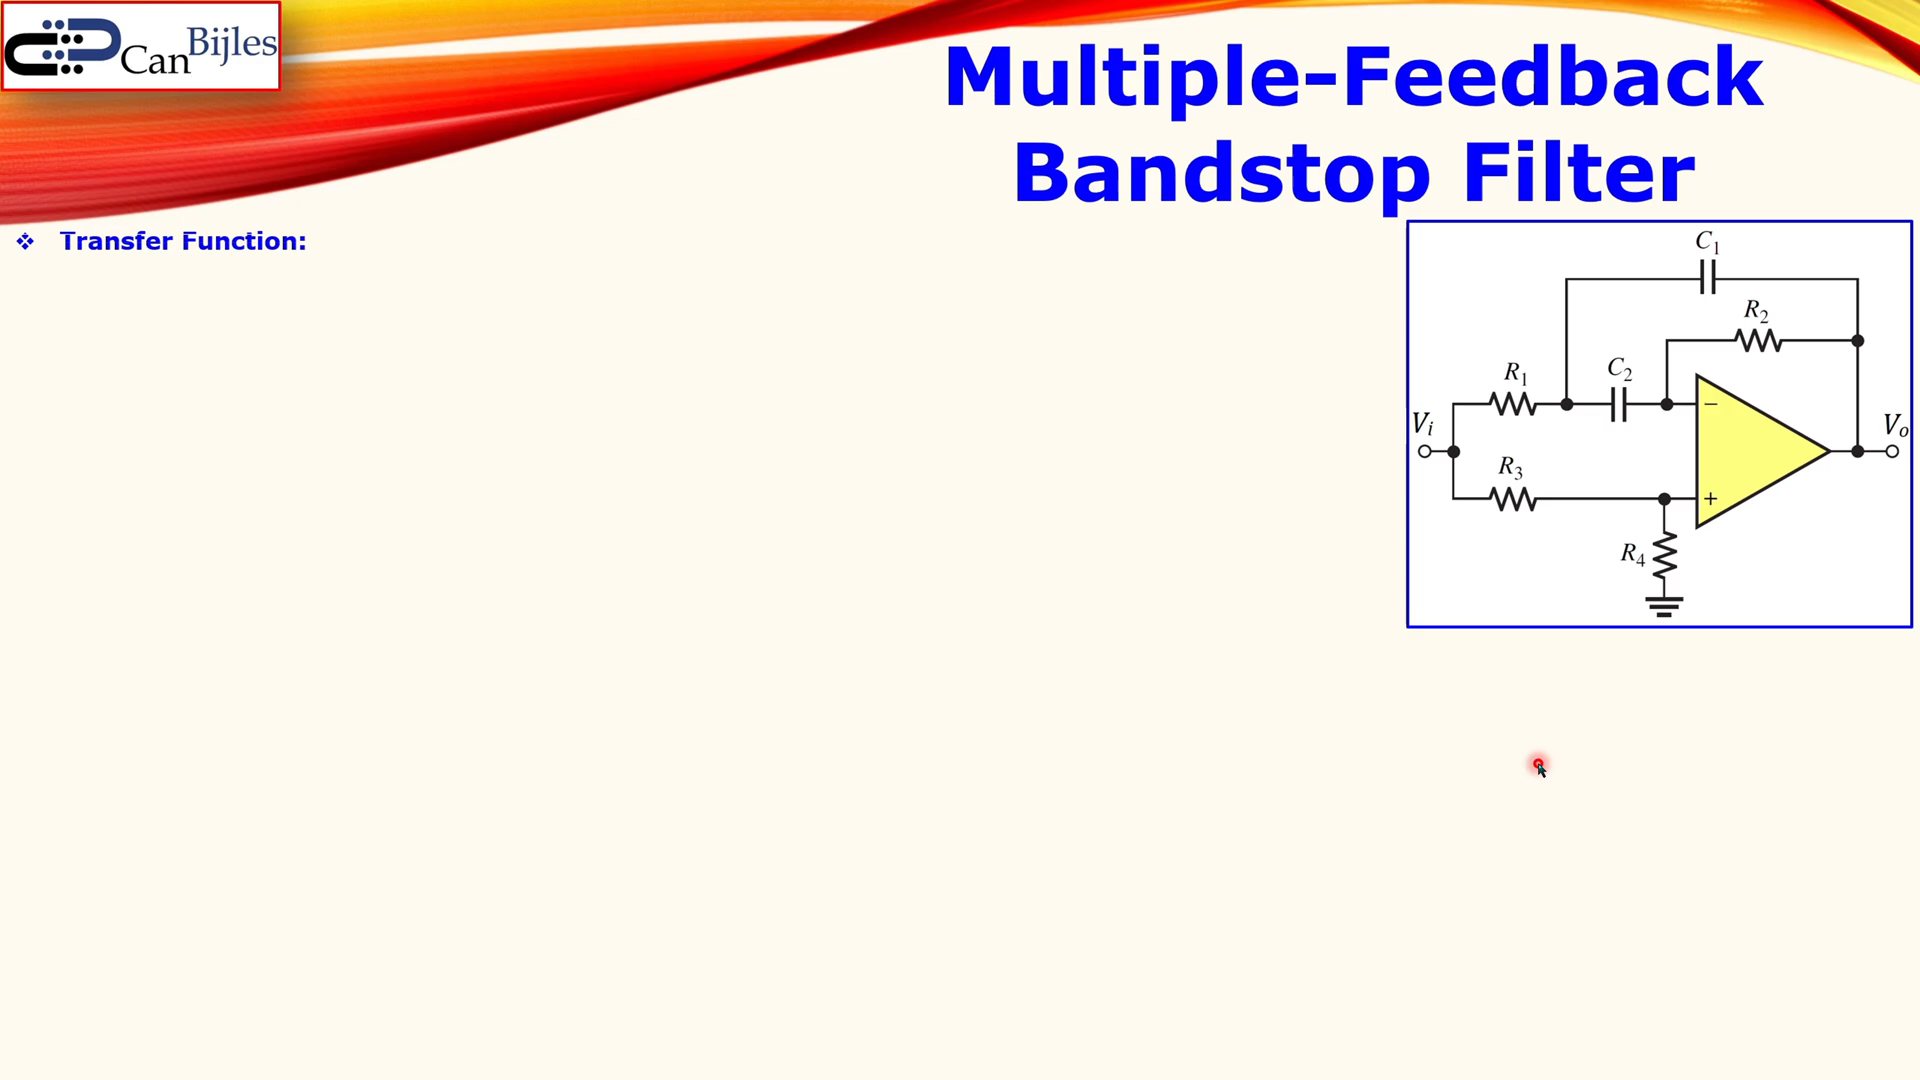 Can Bijles
Multiple-Feedback
Bandstop Filter
❖ Transfer Function:
C₁
R₂
R₁
C₂
Vᵢ
Vₒ
−
R₃
+
R₄